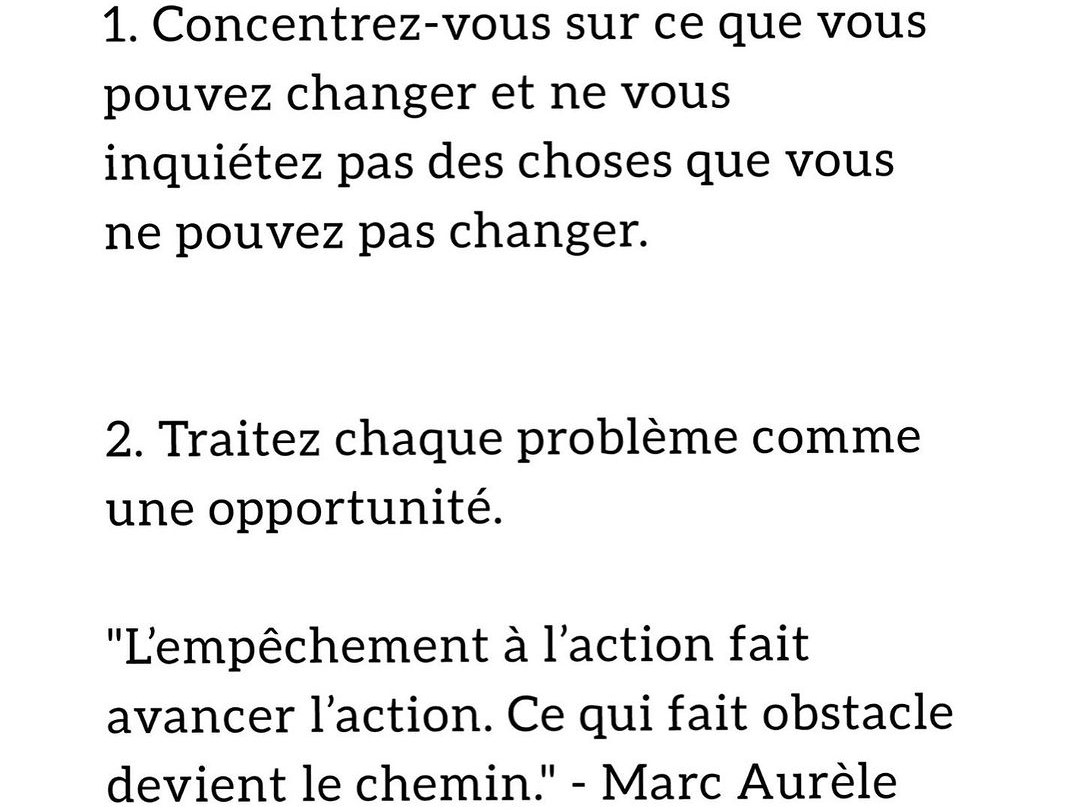 1. Concentrez-vous sur ce que vous
pouvez changer et ne vous
inquiétez pas des choses que vous
ne pouvez pas changer.
2. Traitez chaque problème comme
une opportunité.
"L’empêchement à l’action fait
avancer l’action. Ce qui fait obstacle
devient le chemin." - Marc Aurèle